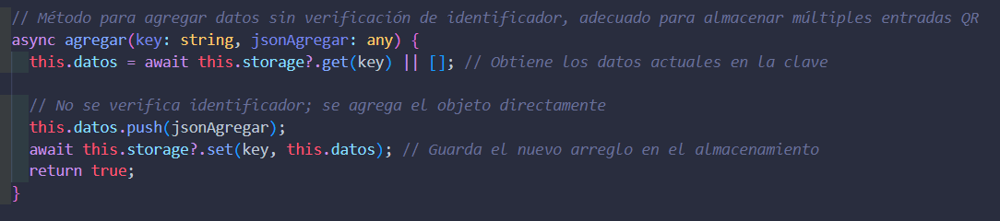 // Método para agregar datos sin verificación de identificador, adecuado para almacenar múltiples entradas QR
async agregar(key: string, jsonAgregar: any) {
this.datos = await this.storage?.get(key) || []; // Obtiene los datos actuales en la clave
// No se verifica identificador; se agrega el objeto directamente
this.datos.push(jsonAgregar);
await this.storage?.set(key, this.datos); // Guarda el nuevo arreglo en el almacenamiento
return true;
}